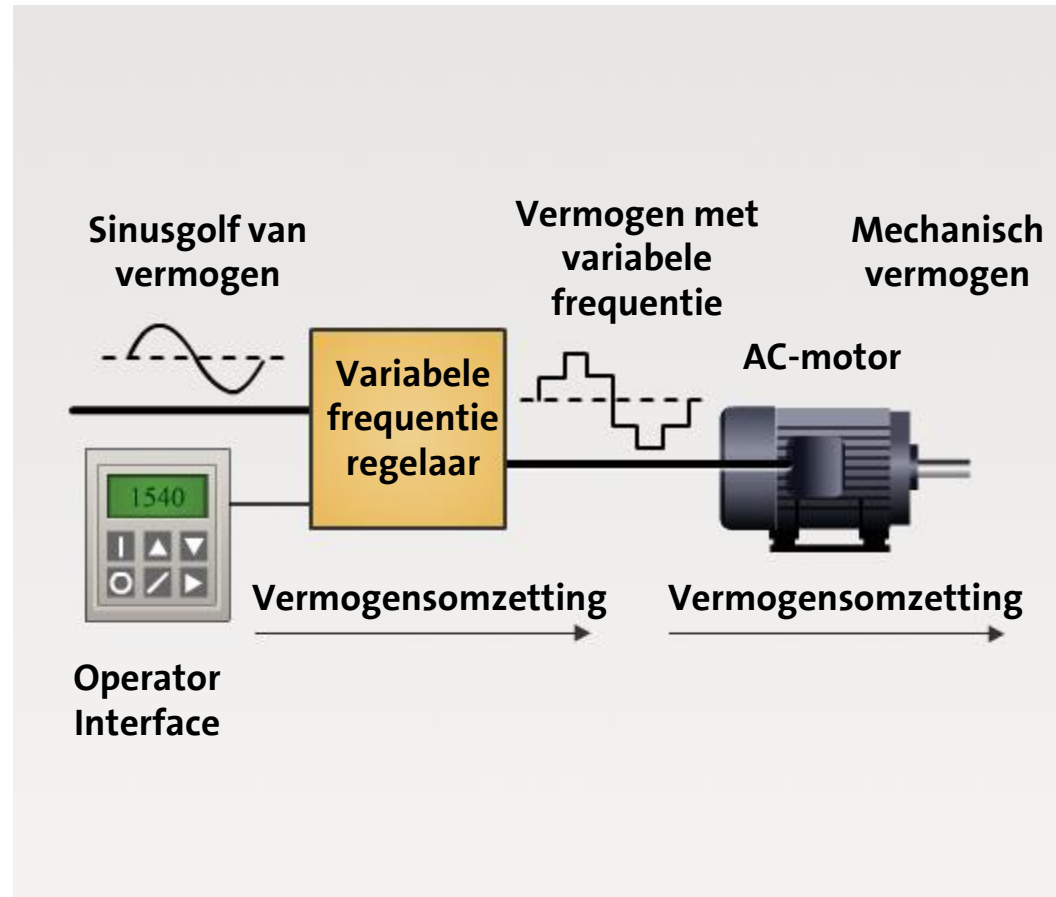 Sinusgolf van
vermogen
Vermogen met
variabele
frequentie
Mechanisch
vermogen
AC-motor
Variabele
frequentie
regelaar
1540
Vermogensomzetting
Vermogensomzetting
Operator
Interface